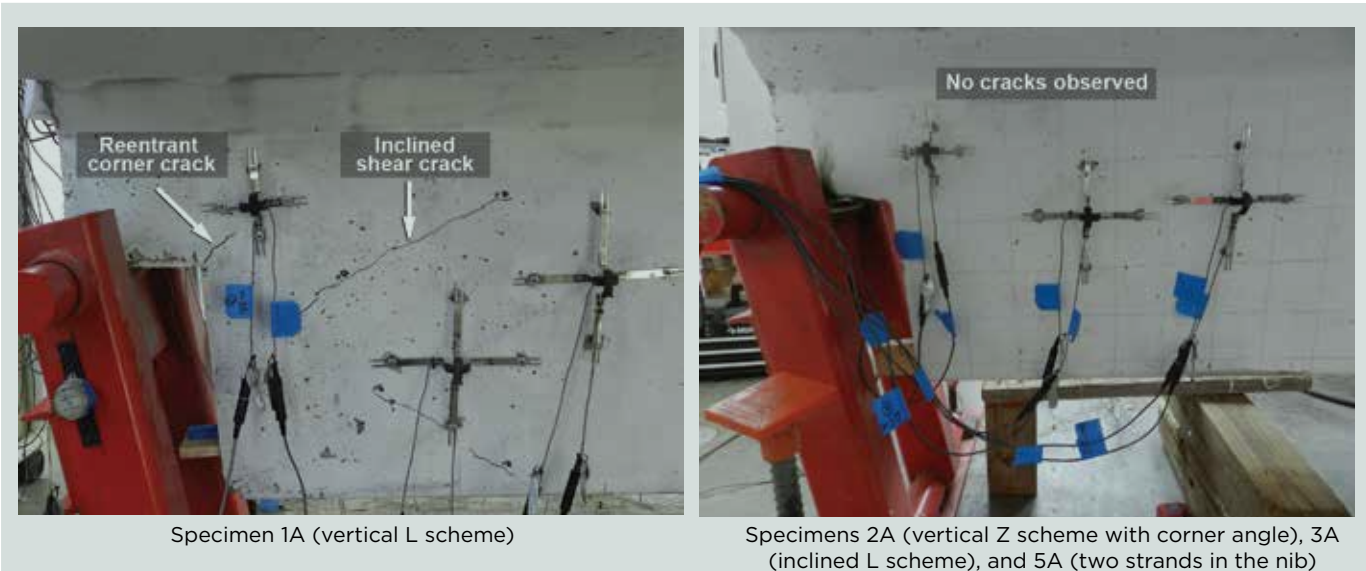 Reentrant
corner crack
Inclined
shear crack
No cracks observed
Specimen 1A (vertical L scheme)
Specimens 2A (vertical Z scheme with corner angle), 3A
(inclined L scheme), and 5A (two strands in the nib)